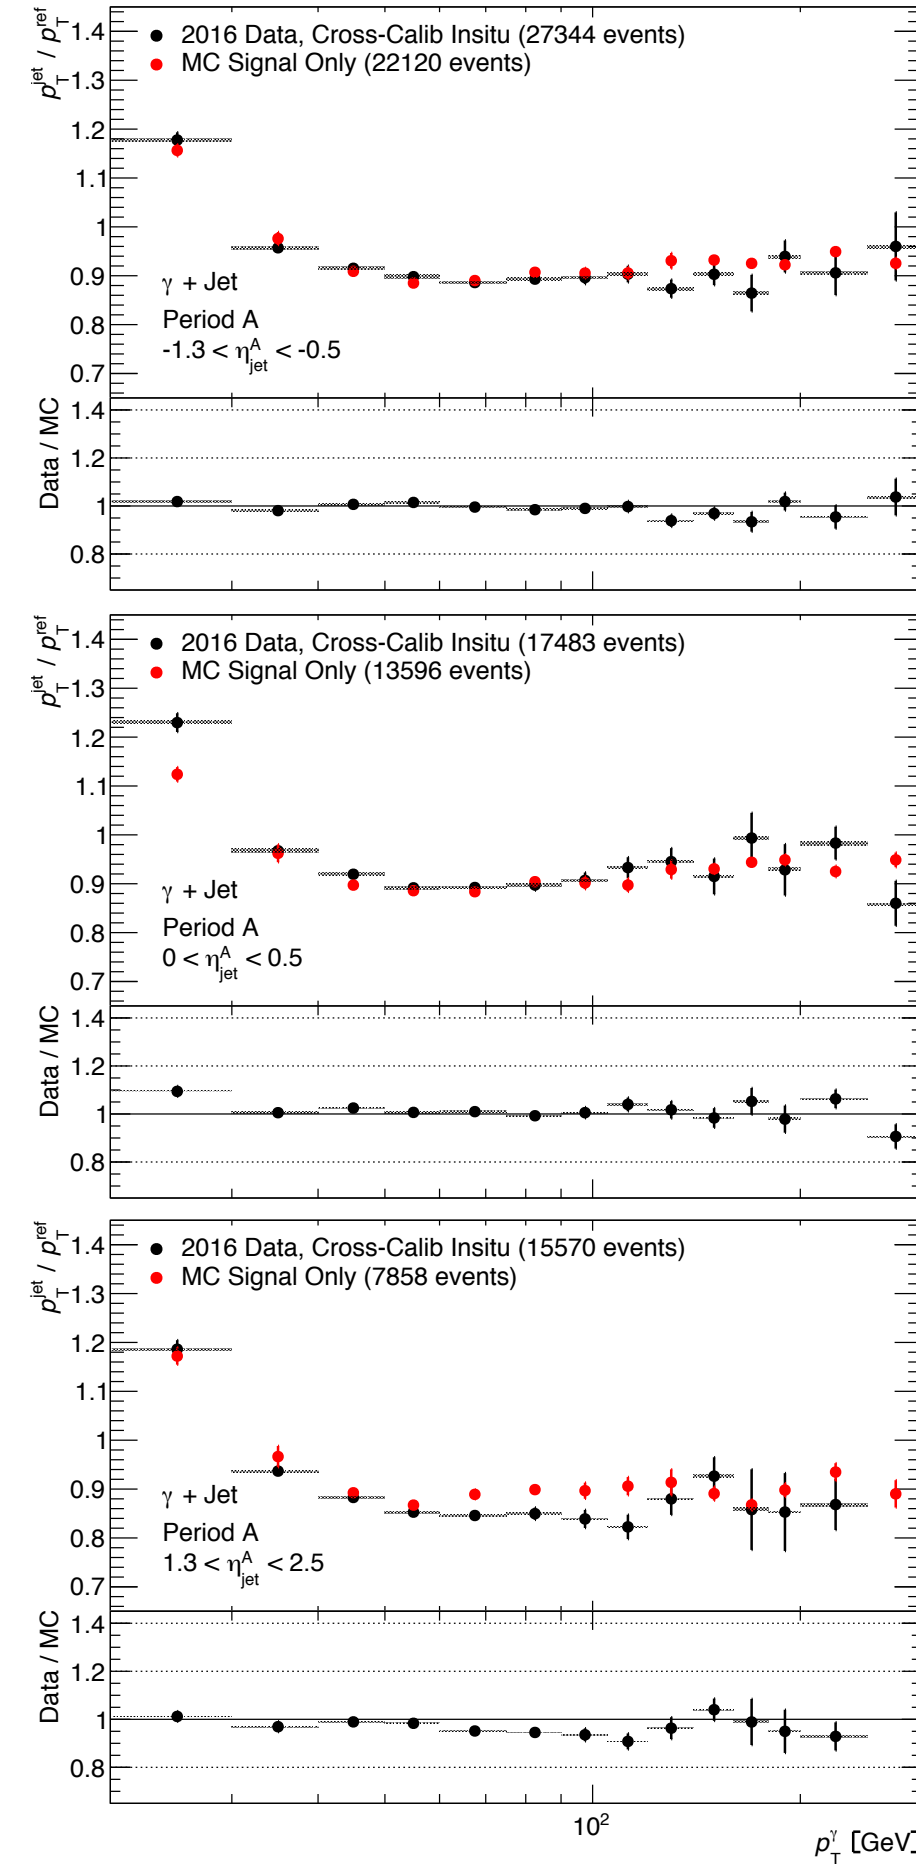 p_T^jet / p_T^ref
1.4
1.3
1.2
1.1
1
0.9
0.8
0.7
2016 Data, Cross-Calib Insitu (27344 events)
MC Signal Only (22120 events)
γ + Jet
Period A
-1.3 < η_jet^A < -0.5
Data / MC
1.4
1.2
1
0.8
p_T^jet / p_T^ref
1.4
1.3
1.2
1.1
1
0.9
0.8
0.7
2016 Data, Cross-Calib Insitu (17483 events)
MC Signal Only (13596 events)
γ + Jet
Period A
0 < η_jet^A < 0.5
Data / MC
1.4
1.2
1
0.8
p_T^jet / p_T^ref
1.4
1.3
1.2
1.1
1
0.9
0.8
0.7
2016 Data, Cross-Calib Insitu (15570 events)
MC Signal Only (7858 events)
γ + Jet
Period A
1.3 < η_jet^A < 2.5
Data / MC
1.4
1.2
1
0.8
10²
p_T^γ [GeV]